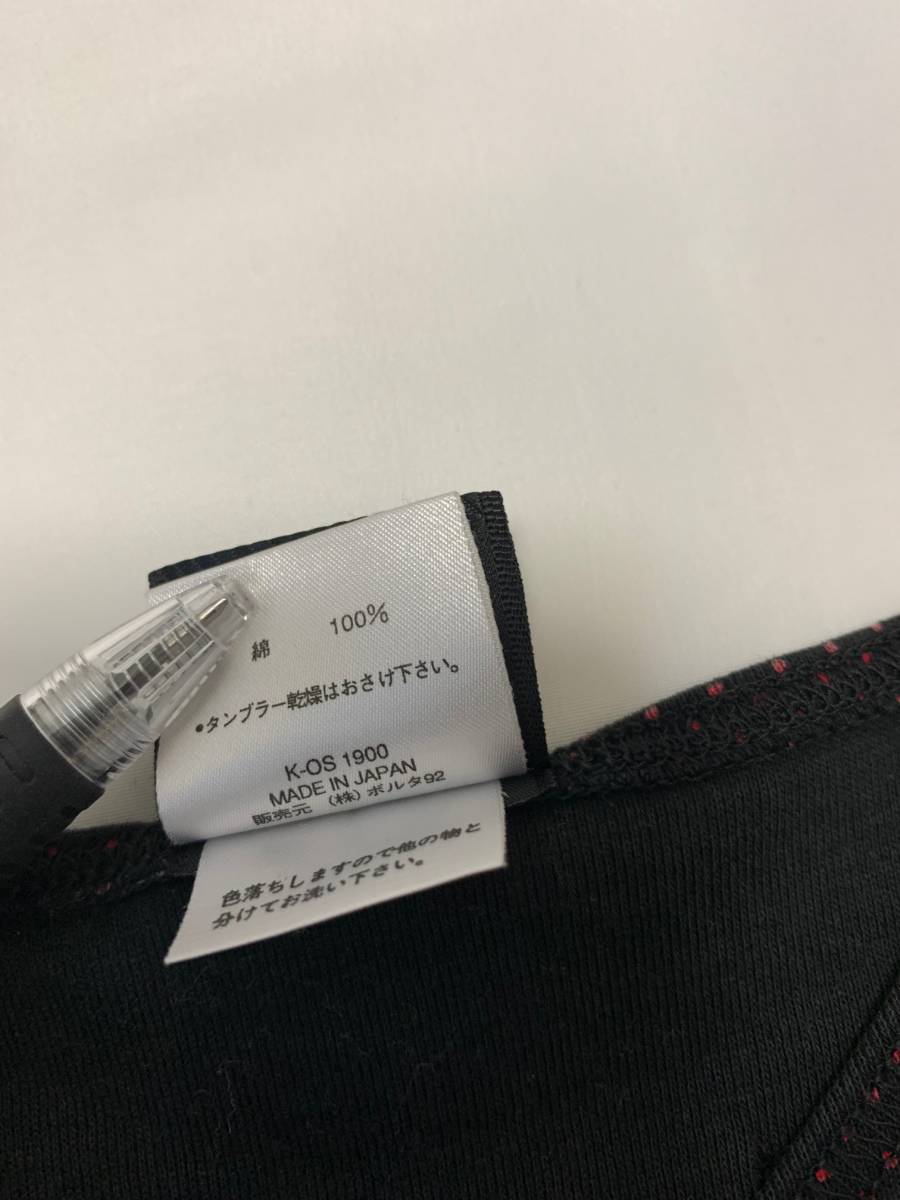 綿 100%
•タンブラー乾燥はおさけ下さい。
K-OS 1900
MADE IN JAPAN
販売元 (株)ボルタ92
色落ちしますので他の物と
分けてお洗い下さい。